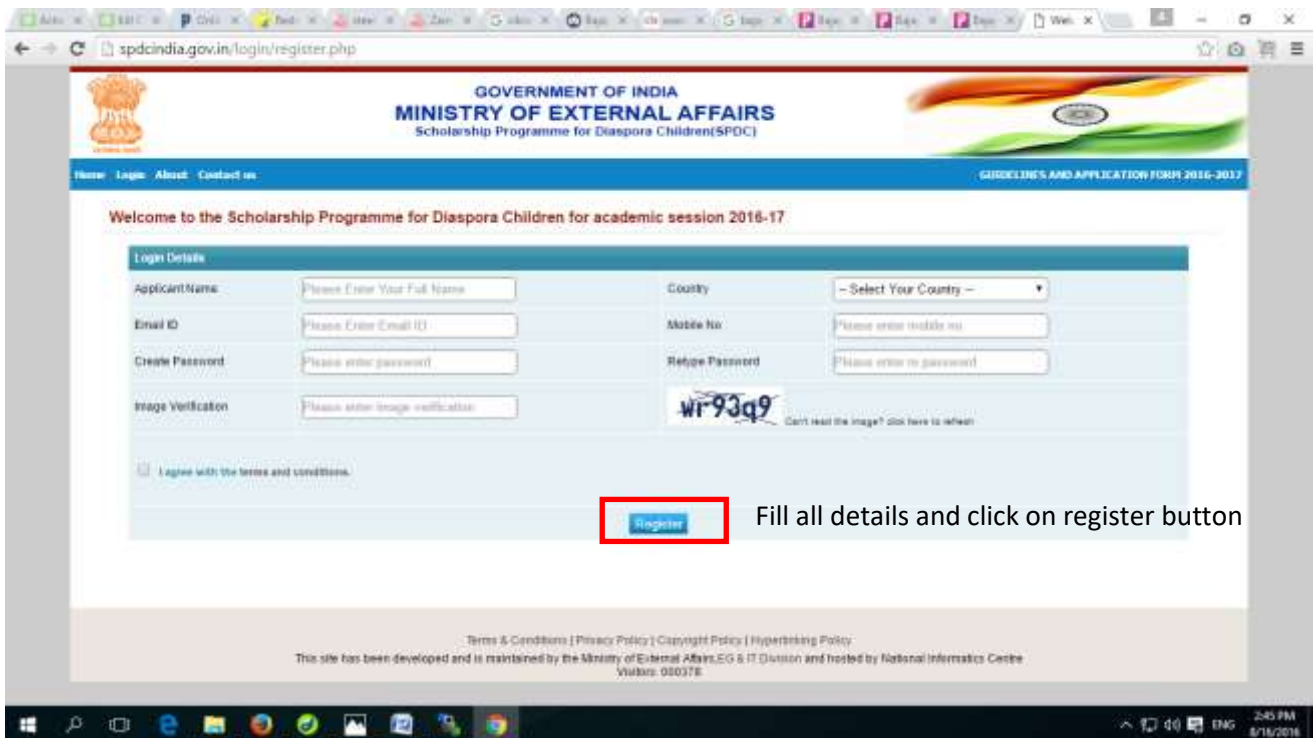 spdcindia.gov.in/login/register.php
GOVERNMENT OF INDIA
MINISTRY OF EXTERNAL AFFAIRS
Scholarship Programme for Diaspora Children(SPDC)
Home Login About Contact us
GUIDELINES AND APPLICATION FORM 2016-2017
Welcome to the Scholarship Programme for Diaspora Children for academic session 2016-17
Login Details
Applicant Name Please Enter Your Full Name Country -- Select Your Country --
Email ID Please Enter Email ID Mobile No Please enter mobile no
Create Password Please enter password Retype Password Please enter re password
Image Verification Please enter image verification wr93q9 Can't read the image? click here to refresh
I agree with the terms and conditions.
Register
Fill all details and click on register button
Terms & Conditions | Privacy Policy | Copyright Policy | Hyperlinking Policy
This site has been developed and is maintained by the Ministry of External Affairs,EG & IT Division and hosted by National Informatics Centre
Visitors: 000378
ENG 2:45 PM
8/16/2016